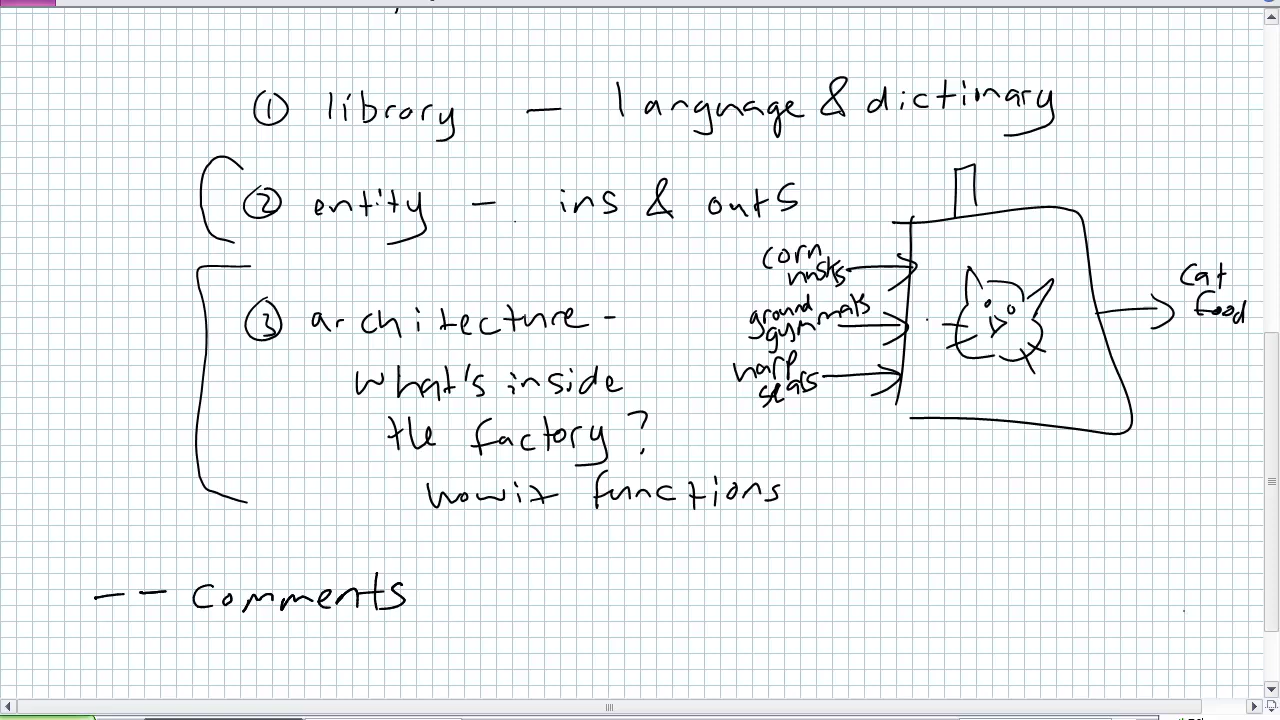 ① library — language & dictionary
② entity - ins & outs
③ architecture -
what's inside
the factory?
how it functions
corn
husks
ground
gym mats
harp
seals
cat
food
-- comments